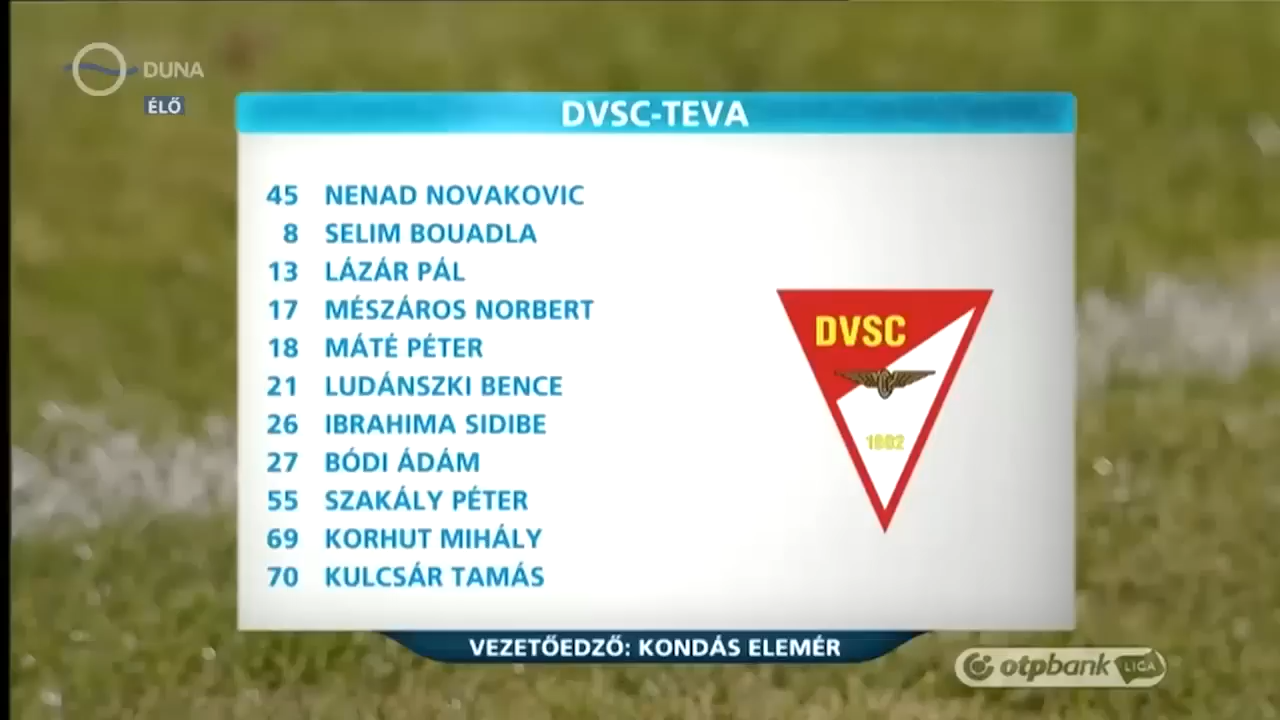 DUNA
ÉLŐ
DVSC-TEVA
45 NENAD NOVAKOVIC
8 SELIM BOUADLA
13 LÁZÁR PÁL
17 MÉSZÁROS NORBERT
18 MÁTÉ PÉTER
21 LUDÁNSZKI BENCE
26 IBRAHIMA SIDIBE
27 BÓDI ÁDÁM
55 SZAKÁLY PÉTER
69 KORHUT MIHÁLY
70 KULCSÁR TAMÁS
DVSC
1902
VEZETŐEDZŐ: KONDÁS ELEMÉR
otpbank LIGA